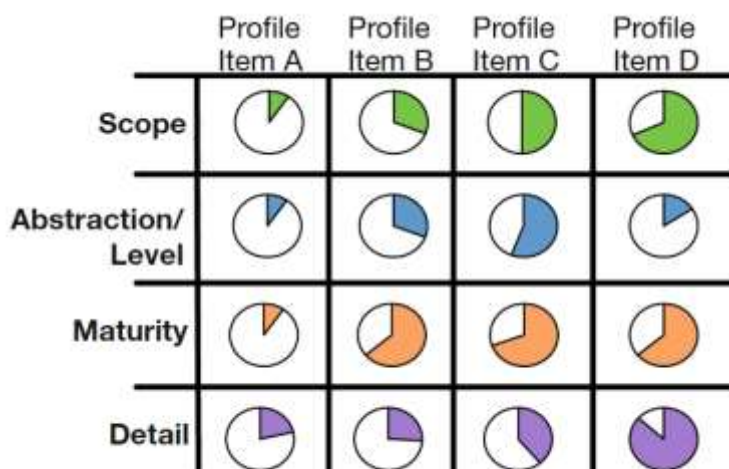 Profile Item A
Profile Item B
Profile Item C
Profile Item D
Scope
Abstraction/
Level
Maturity
Detail